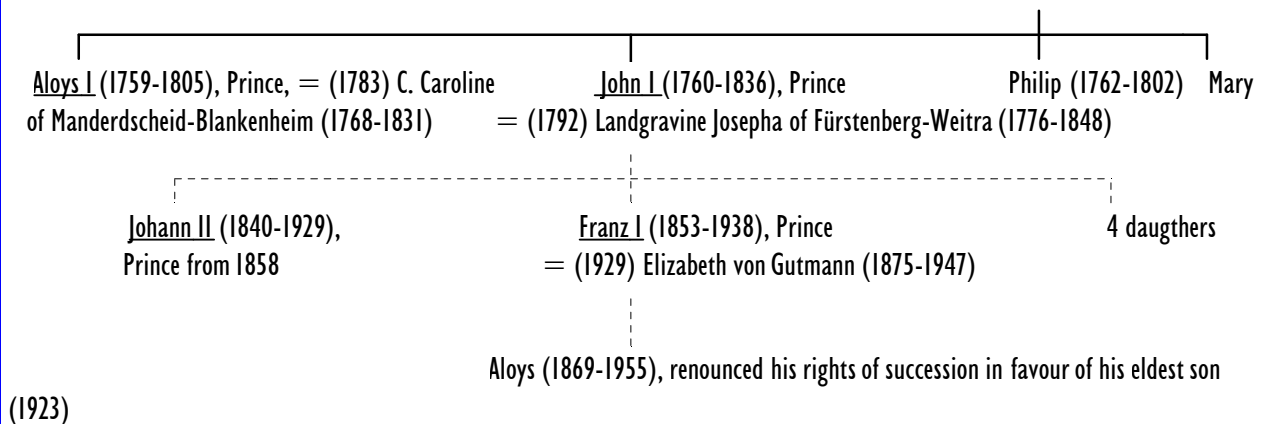 Aloys I (1759-1805), Prince, = (1783) C. Caroline
of Manderdscheid-Blankenheim (1768-1831)
John I (1760-1836), Prince
= (1792) Landgravine Josepha of Fürstenberg-Weitra (1776-1848)
Philip (1762-1802)
Mary
Johann II (1840-1929),
Prince from 1858
Franz I (1853-1938), Prince
= (1929) Elizabeth von Gutmann (1875-1947)
4 daugthers
Aloys (1869-1955), renounced his rights of succession in favour of his eldest son
(1923)